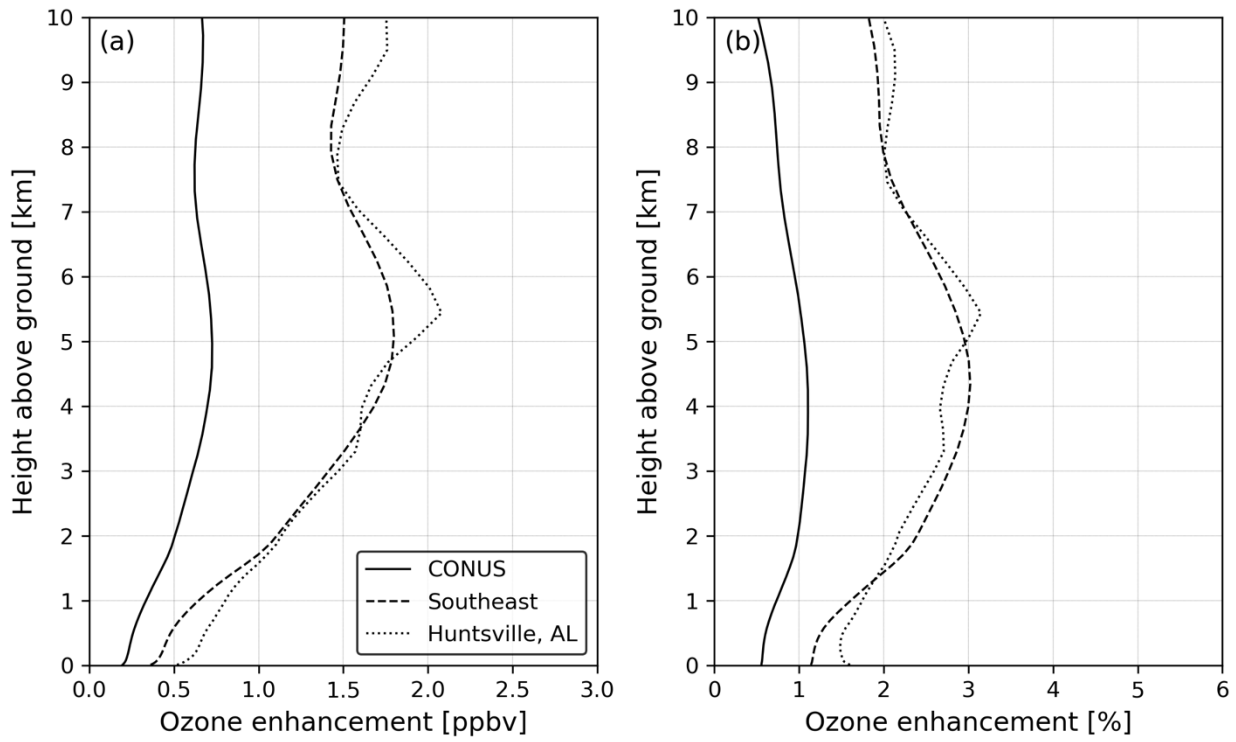 (a)
10
9
8
7
6
5
4
3
2
1
0
Height above ground [km]
CONUS
Southeast
Huntsville, AL
0.0 0.5 1.0 1.5 2.0 2.5 3.0
Ozone enhancement [ppbv]
(b)
10
9
8
7
6
5
4
3
2
1
0
Height above ground [km]
0 1 2 3 4 5 6
Ozone enhancement [%]